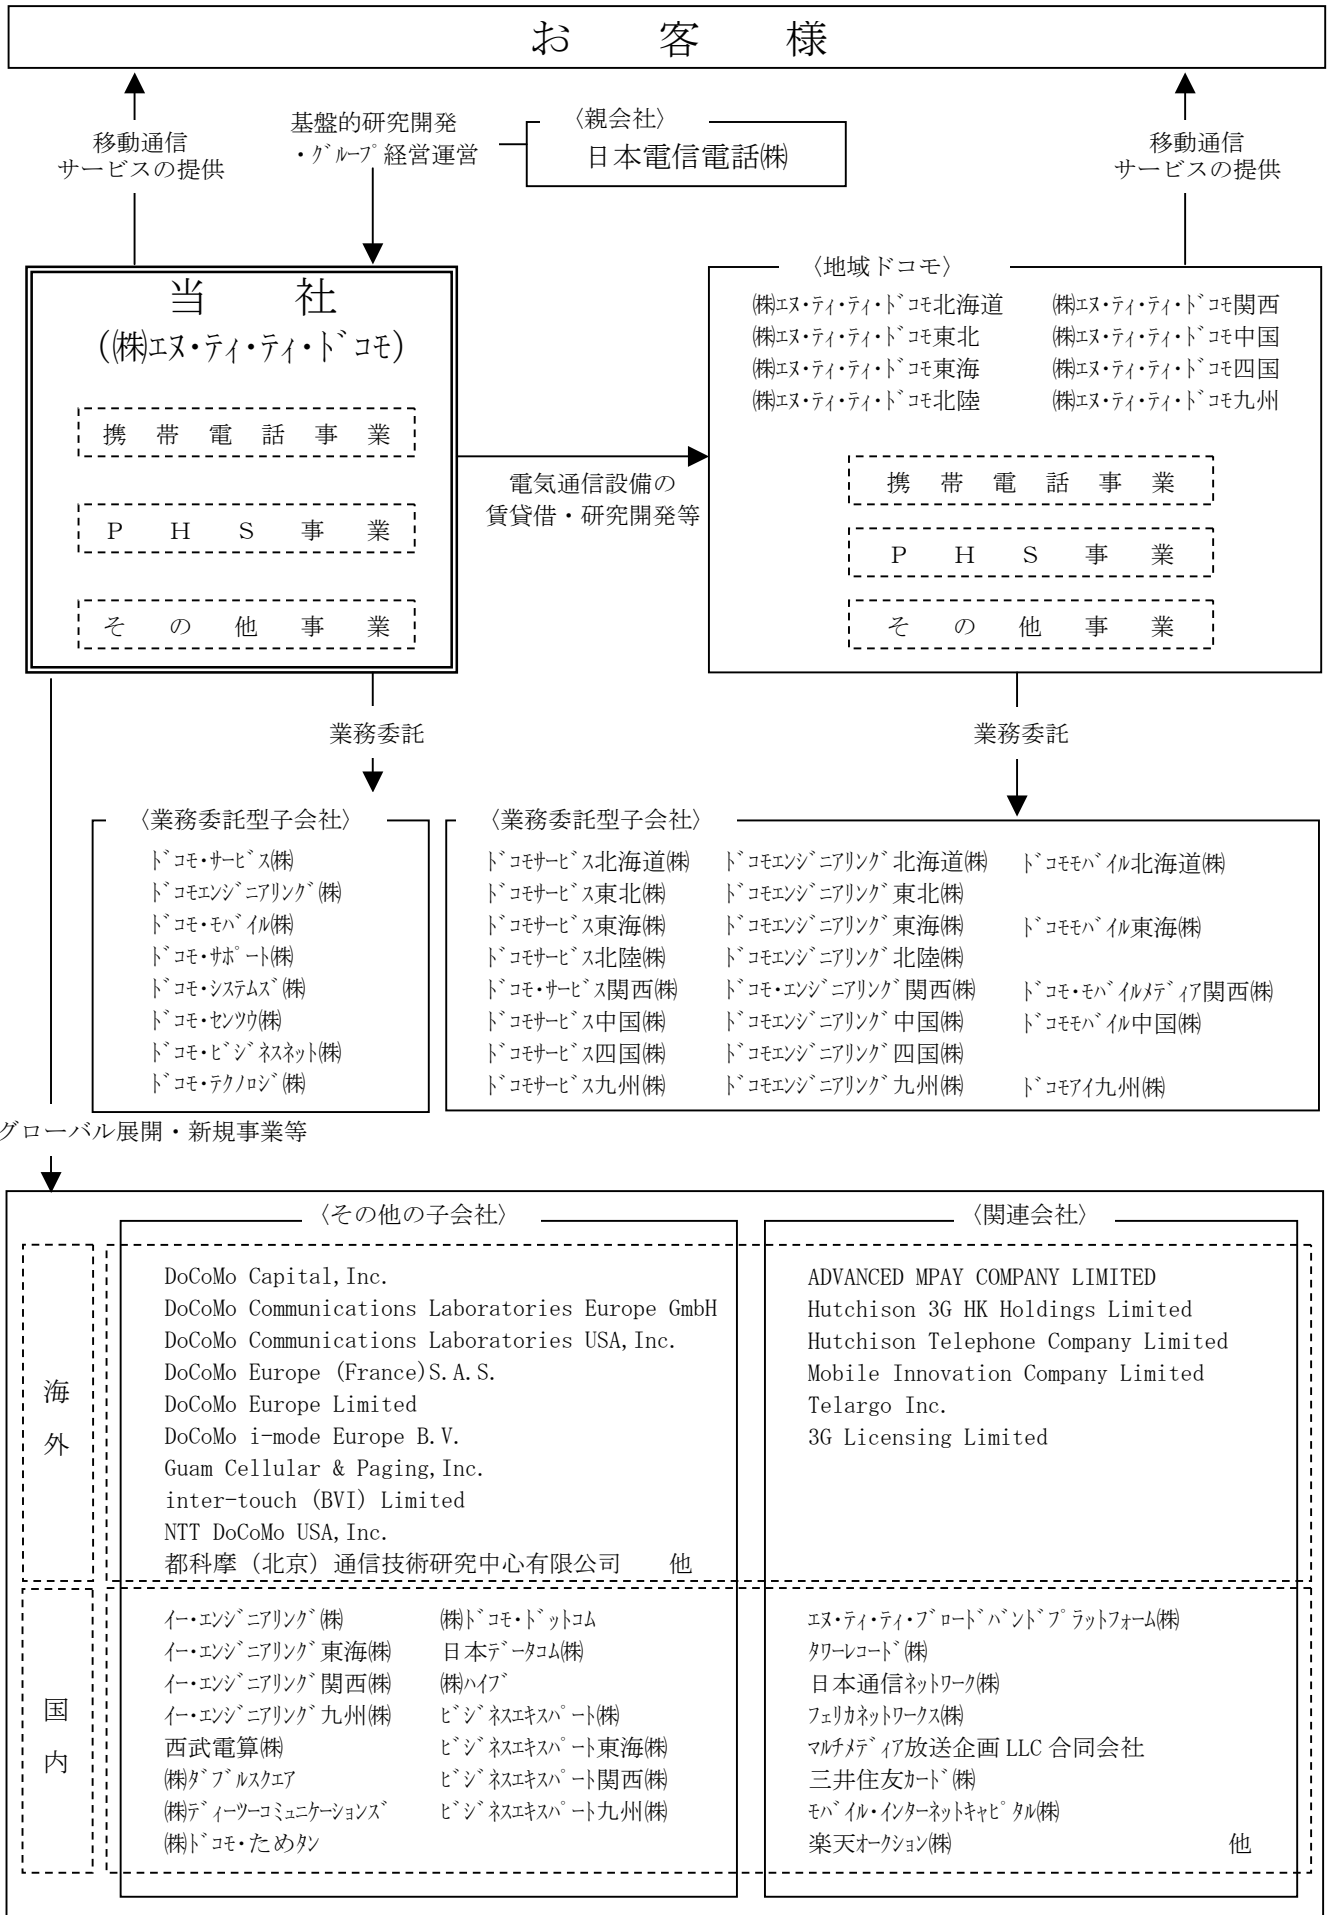 お客様
移動通信
サービスの提供
基盤的研究開発
・グループ経営運営
〈親会社〉
日本電信電話㈱
移動通信
サービスの提供
当社
(㈱エヌ・ティ・ティ・ドコモ)
携帯電話事業
ＰＨＳ事業
その他事業
電気通信設備の
賃貸借・研究開発等
〈地域ドコモ〉
㈱エヌ・ティ・ティ・ドコモ北海道 ㈱エヌ・ティ・ティ・ドコモ関西
㈱エヌ・ティ・ティ・ドコモ東北 ㈱エヌ・ティ・ティ・ドコモ中国
㈱エヌ・ティ・ティ・ドコモ東海 ㈱エヌ・ティ・ティ・ドコモ四国
㈱エヌ・ティ・ティ・ドコモ北陸 ㈱エヌ・ティ・ティ・ドコモ九州
携帯電話事業
ＰＨＳ事業
その他事業
業務委託
業務委託
〈業務委託型子会社〉
ドコモ・サービス㈱
ドコモエンジニアリング㈱
ドコモ・モバイル㈱
ドコモ・サポート㈱
ドコモ・システムズ㈱
ドコモ・センツウ㈱
ドコモ・ビジネスネット㈱
ドコモ・テクノロジ㈱
〈業務委託型子会社〉
ドコモサービス北海道㈱ ドコモエンジニアリング北海道㈱ ドコモモバイル北海道㈱
ドコモサービス東北㈱ ドコモエンジニアリング東北㈱
ドコモサービス東海㈱ ドコモエンジニアリング東海㈱ ドコモモバイル東海㈱
ドコモサービス北陸㈱ ドコモエンジニアリング北陸㈱
ドコモ・サービス関西㈱ ドコモ・エンジニアリング関西㈱ ドコモ・モバイルメディア関西㈱
ドコモサービス中国㈱ ドコモエンジニアリング中国㈱ ドコモモバイル中国㈱
ドコモサービス四国㈱ ドコモエンジニアリング四国㈱
ドコモサービス九州㈱ ドコモエンジニアリング九州㈱ ドコモアイ九州㈱
グローバル展開・新規事業等
〈その他の子会社〉
〈関連会社〉
海外
DoCoMo Capital,Inc.
DoCoMo Communications Laboratories Europe GmbH
DoCoMo Communications Laboratories USA,Inc.
DoCoMo Europe (France)S.A.S.
DoCoMo Europe Limited
DoCoMo i-mode Europe B.V.
Guam Cellular & Paging,Inc.
inter-touch (BVI) Limited
NTT DoCoMo USA,Inc.
都科摩（北京）通信技術研究中心有限公司 他
ADVANCED MPAY COMPANY LIMITED
Hutchison 3G HK Holdings Limited
Hutchison Telephone Company Limited
Mobile Innovation Company Limited
Telargo Inc.
3G Licensing Limited
国内
イー・エンジニアリング㈱ ㈱ドコモ・ドットコム
イー・エンジニアリング東海㈱ 日本データコム㈱
イー・エンジニアリング関西㈱ ㈱ハイブ
イー・エンジニアリング九州㈱ ビジネスエキスパート㈱
西武電算㈱ ビジネスエキスパート東海㈱
㈱ダブルスクエア ビジネスエキスパート関西㈱
㈱ディーツーコミュニケーションズ ビジネスエキスパート九州㈱
㈱ドコモ・ためタン
エヌ・ティ・ティ・ブロードバンドプラットフォーム㈱
タワーレコード㈱
日本通信ネットワーク㈱
フェリカネットワークス㈱
マルチメディア放送企画 LLC 合同会社
三井住友カード㈱
モバイル・インターネットキャピタル㈱
楽天オークション㈱ 他